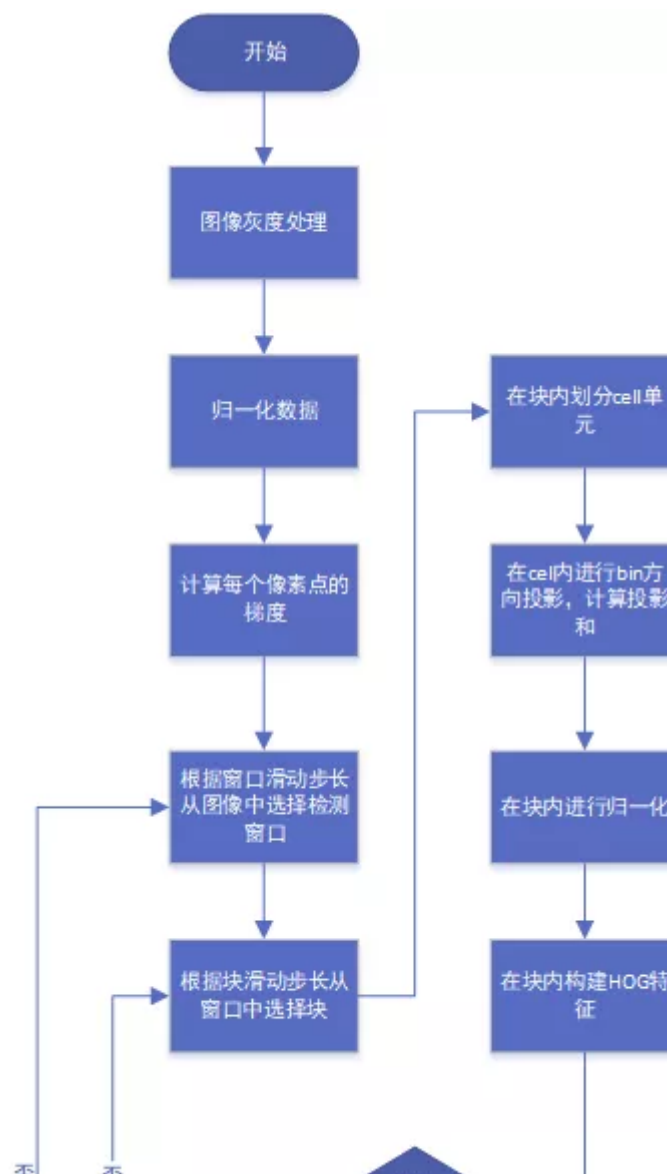 开始
图像灰度处理
归一化数据
计算每个像素点的
梯度
根据窗口滑动步长
从图像中选择检测
窗口
根据块滑动步长从
窗口中选择块
在块内划分cell单
元
在cel内进行bin方
向投影，计算投影
和
在块内进行归一化
在块内构建HOG特
征
否
否